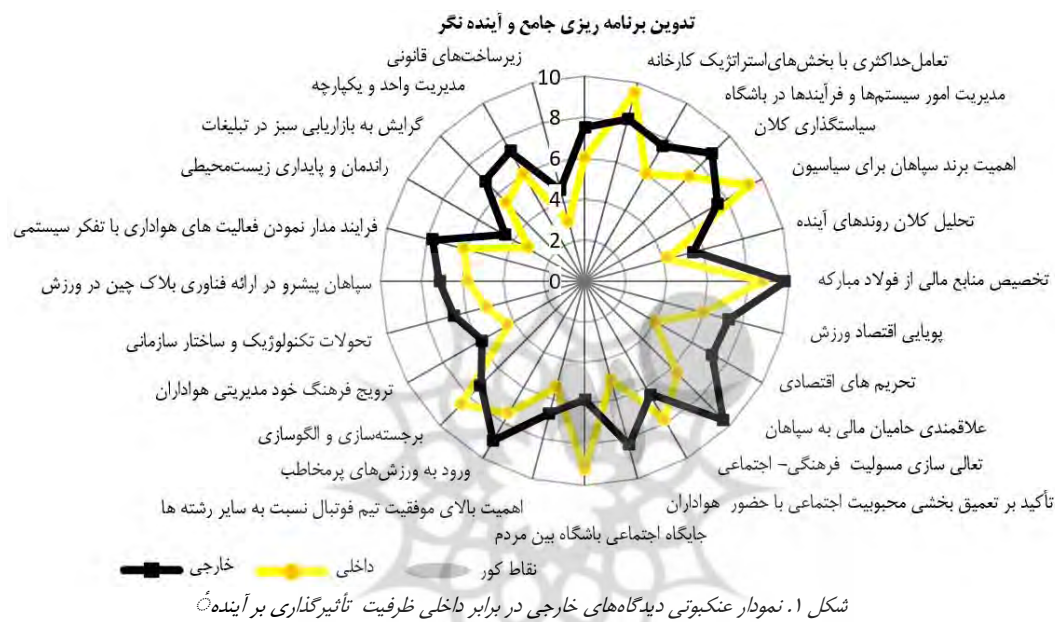 تدوین برنامه ریزی جامع و آینده نگر
تعامل‌حداکثری با بخش‌های‌استراتژیک کارخانه
مدیریت امور سیستم‌ها و فرآیندها در باشگاه
سیاستگذاری کلان
اهمیت برند سپاهان برای سیاسیون
تحلیل کلان روندهای آینده
تخصیص منابع مالی از فولاد مبارکه
پویایی اقتصاد ورزش
تحریم های اقتصادی
علاقمندی حامیان مالی به سپاهان
تعالی سازی مسولیت فرهنگی- اجتماعی
تأکید بر تعمیق بخشی محبوبیت اجتماعی با حضور هواداران
جایگاه اجتماعی باشگاه بین مردم
اهمیت بالای موفقیت تیم فوتبال نسبت به سایر رشته ها
ورود به ورزش‌های پرمخاطب
برجسته‌سازی و الگوسازی
ترویج فرهنگ خود مدیریتی هواداران
تحولات تکنولوژیک و ساختار سازمانی
سپاهان پیشرو در ارائه فناوری بلاک چین در ورزش
فرایند مدار نمودن فعالیت های هواداری با تفکر سیستمی
راندمان و پایداری زیست‌محیطی
گرایش به بازاریابی سبز در تبلیغات
مدیریت واحد و یکپارچه
زیرساخت‌های قانونی
10
8
6
4
2
0
نقاط کور
داخلی
خارجی
شکل ۱. نمودار عنکبوتی دیدگاه‌های خارجی در برابر داخلی ظرفیت تأثیرگذاری بر آینده